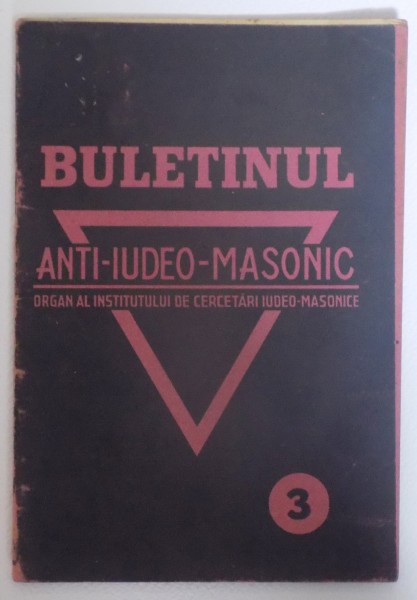 BULETINUL
ANTI-IUDEO-MASONIC
ORGAN AL INSTITUTULUI DE CERCETĂRI IUDEO-MASONICE
3